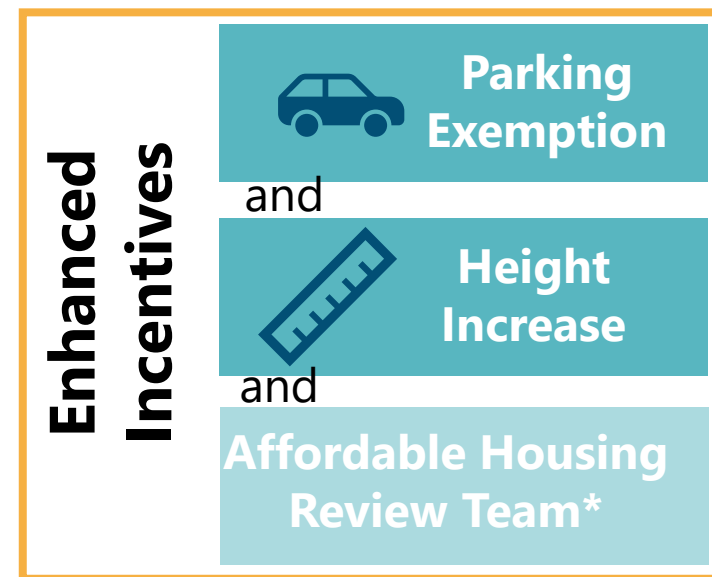 Enhanced
Incentives
Parking
Exemption
and
Height
Increase
and
Affordable Housing
Review Team*